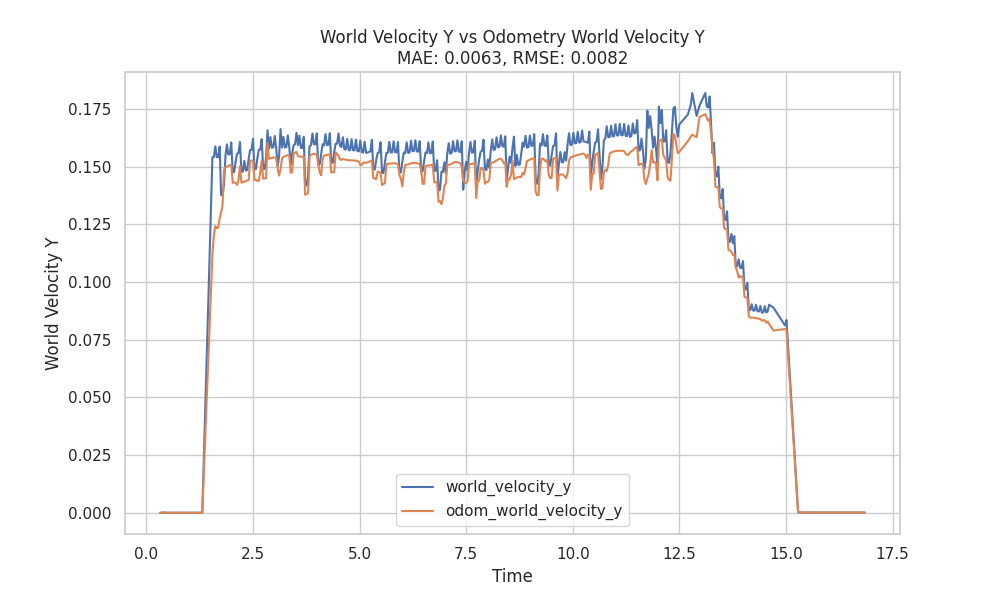 World Velocity Y vs Odometry World Velocity Y
MAE: 0.0063, RMSE: 0.0082
World Velocity Y
0.175
0.150
0.125
0.100
0.075
0.050
0.025
0.000
world_velocity_y
odom_world_velocity_y
0.0 2.5 5.0 7.5 10.0 12.5 15.0 17.5
Time